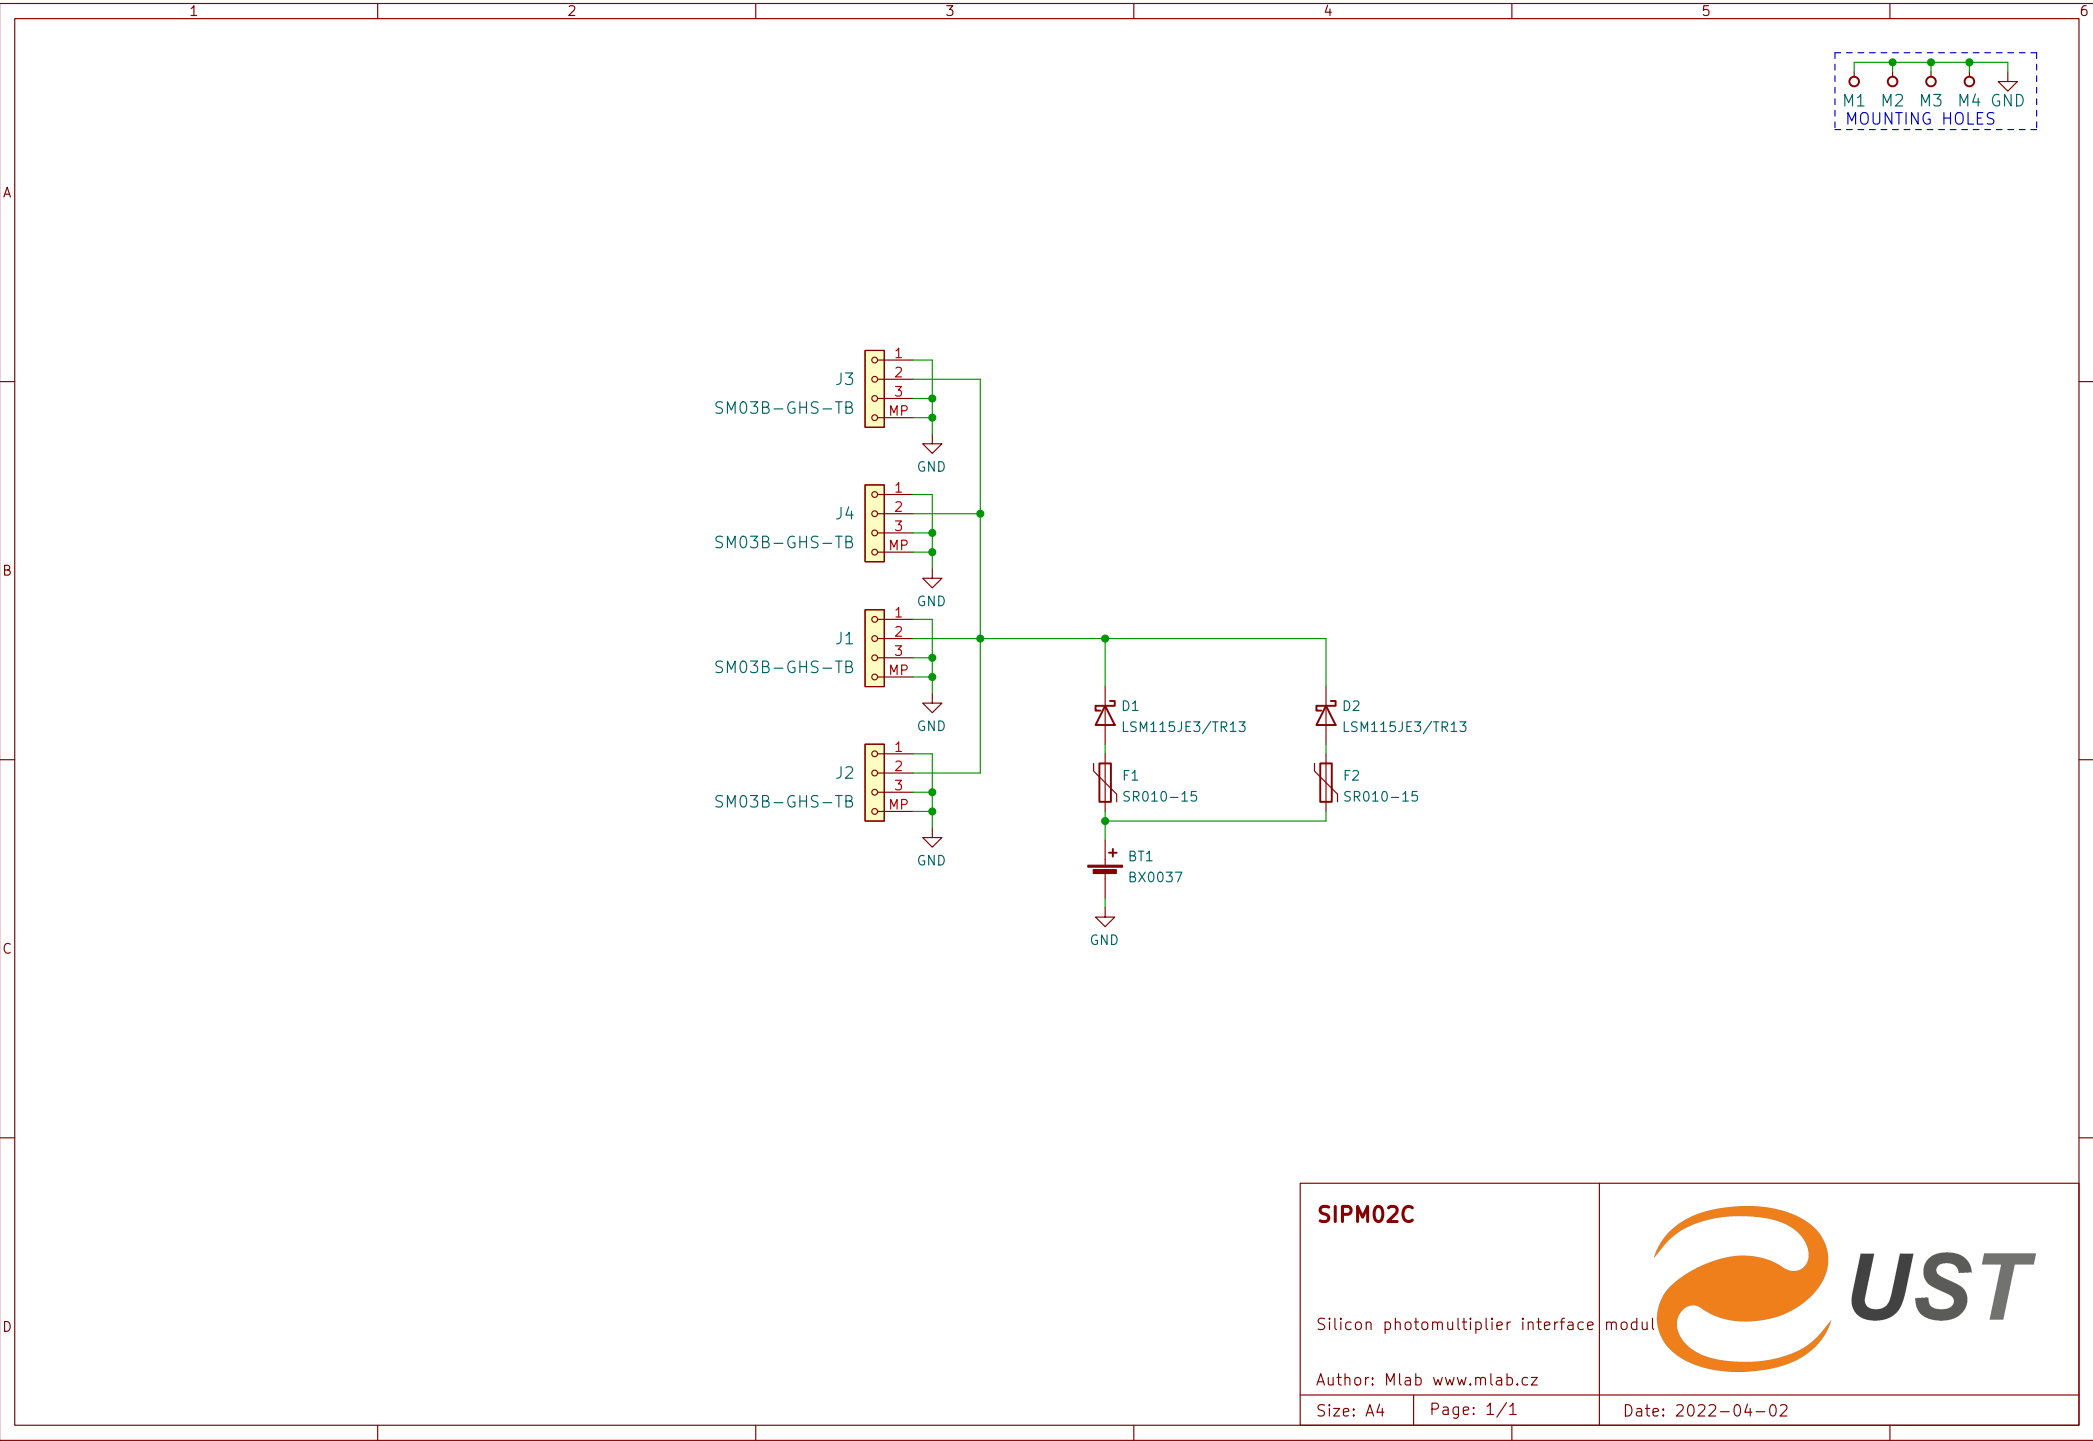 1 2 3 4 5 6
M1 M2 M3 M4 GND
MOUNTING HOLES
A
B
C
D
J3
SM03B-GHS-TB
1
2
3
MP
GND
J4
SM03B-GHS-TB
1
2
3
MP
GND
J1
SM03B-GHS-TB
1
2
3
MP
GND
J2
SM03B-GHS-TB
1
2
3
MP
GND
D1
LSM115JE3/TR13
D2
LSM115JE3/TR13
F1
SR010-15
F2
SR010-15
+
BT1
BX0037
GND
SIPM02C
Silicon photomultiplier interface modul
Author: Mlab www.mlab.cz
Size: A4
Page: 1/1
Date: 2022-04-02
UST